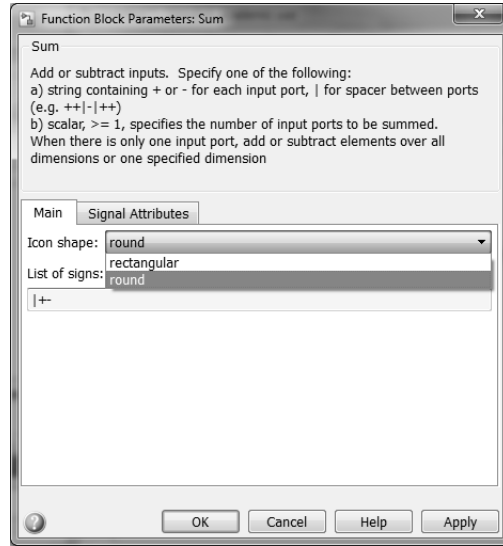 Function Block Parameters: Sum
Sum
Add or subtract inputs. Specify one of the following:
a) string containing + or - for each input port, | for spacer between ports
(e.g. ++|-|++)
b) scalar, >= 1, specifies the number of input ports to be summed.
When there is only one input port, add or subtract elements over all
dimensions or one specified dimension
Main Signal Attributes
Icon shape: round
rectangular
List of signs: round
|+-
OK Cancel Help Apply